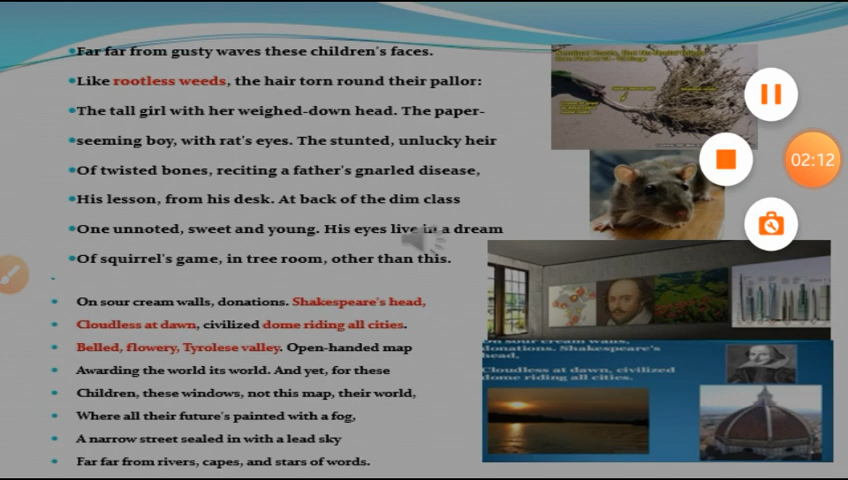 Far far from gusty waves these children's faces.
Like rootless weeds, the hair torn round their pallor:
The tall girl with her weighed-down head. The paper-
seeming boy, with rat's eyes. The stunted, unlucky heir
Of twisted bones, reciting a father's gnarled disease,
His lesson, from his desk. At back of the dim class
One unnoted, sweet and young. His eyes live in a dream
Of squirrel's game, in tree room, other than this.
On sour cream walls, donations. Shakespeare's head,
Cloudless at dawn, civilized dome riding all cities.
Belled, flowery, Tyrolese valley. Open-handed map
Awarding the world its world. And yet, for these
Children, these windows, not this map, their world,
Where all their future's painted with a fog,
A narrow street sealed in with a lead sky
Far far from rivers, capes, and stars of words.
02:12
On sour cream walls,
donations. Shakespeare's
head,
Cloudless at dawn, civilized
dome riding all cities.